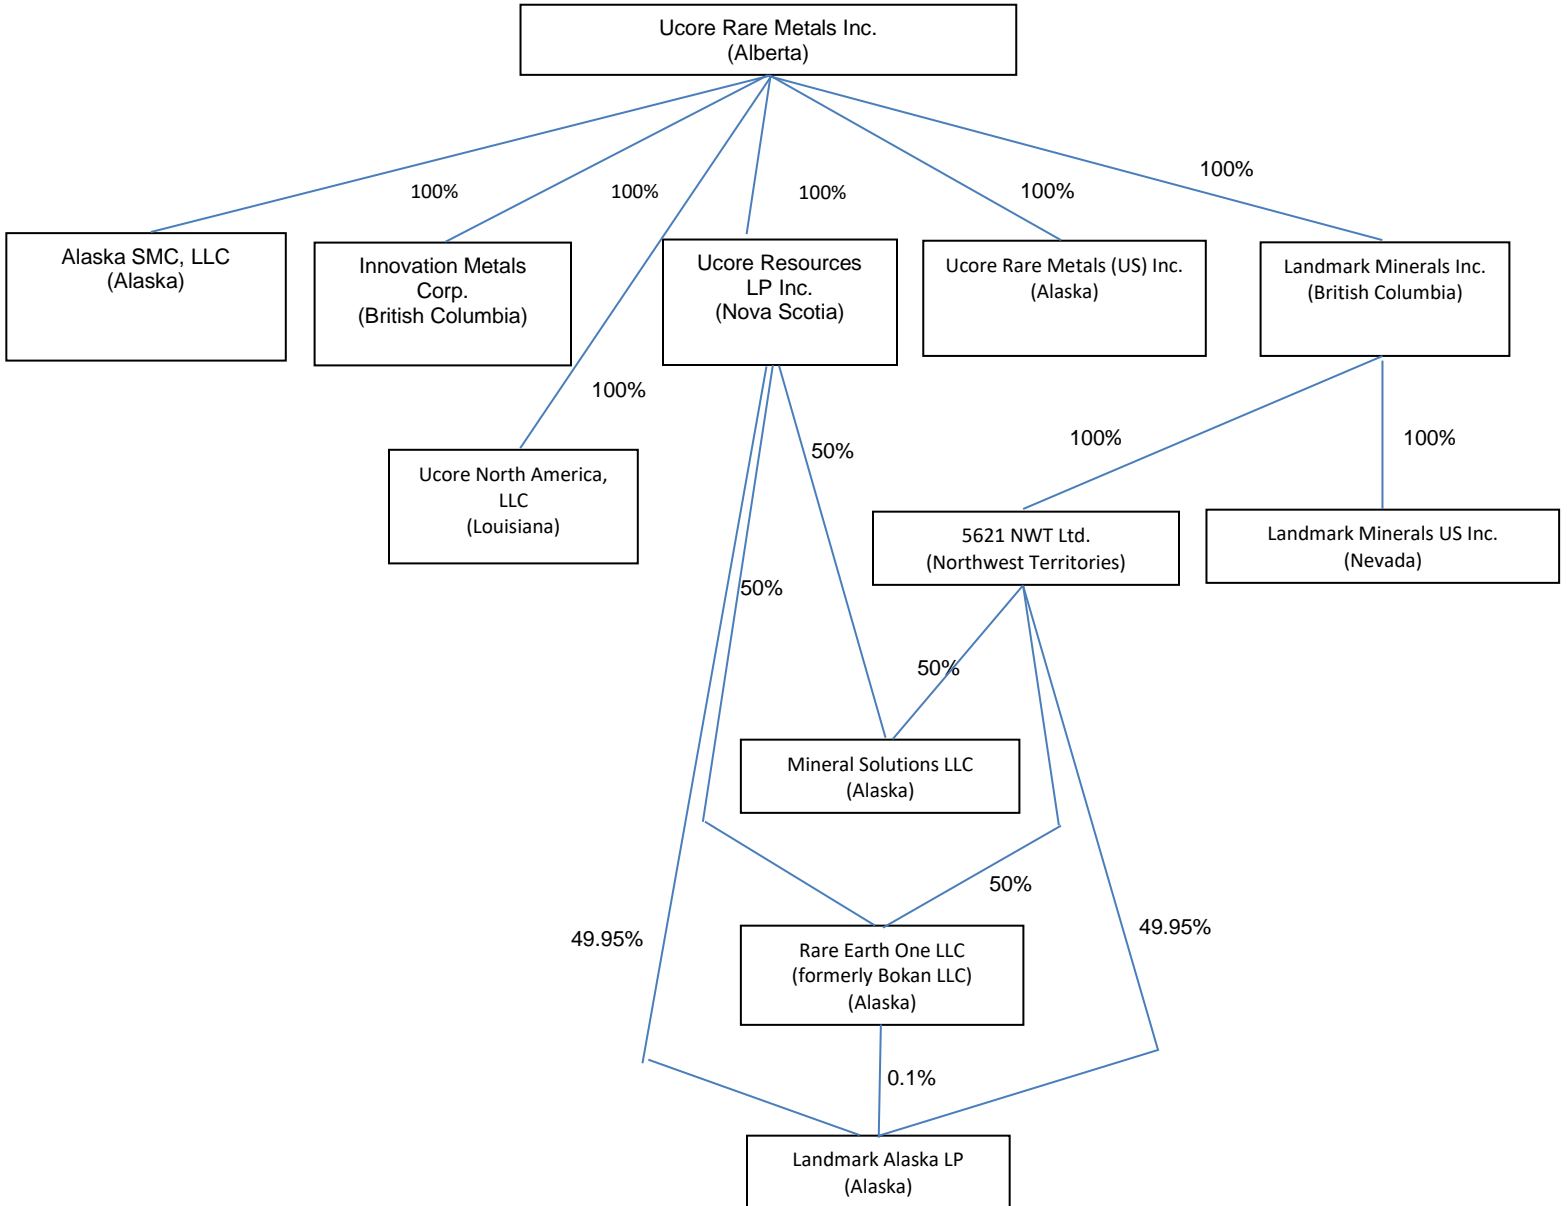 Ucore Rare Metals Inc.
(Alberta)
100%
100%
100%
100%
100%
100%
Alaska SMC, LLC
(Alaska)
Innovation Metals
Corp.
(British Columbia)
Ucore Resources
LP Inc.
(Nova Scotia)
Ucore Rare Metals (US) Inc.
(Alaska)
Landmark Minerals Inc.
(British Columbia)
Ucore North America,
LLC
(Louisiana)
50%
100%
100%
5621 NWT Ltd.
(Northwest Territories)
Landmark Minerals US Inc.
(Nevada)
50%
50%
Mineral Solutions LLC
(Alaska)
50%
49.95%
49.95%
Rare Earth One LLC
(formerly Bokan LLC)
(Alaska)
0.1%
Landmark Alaska LP
(Alaska)